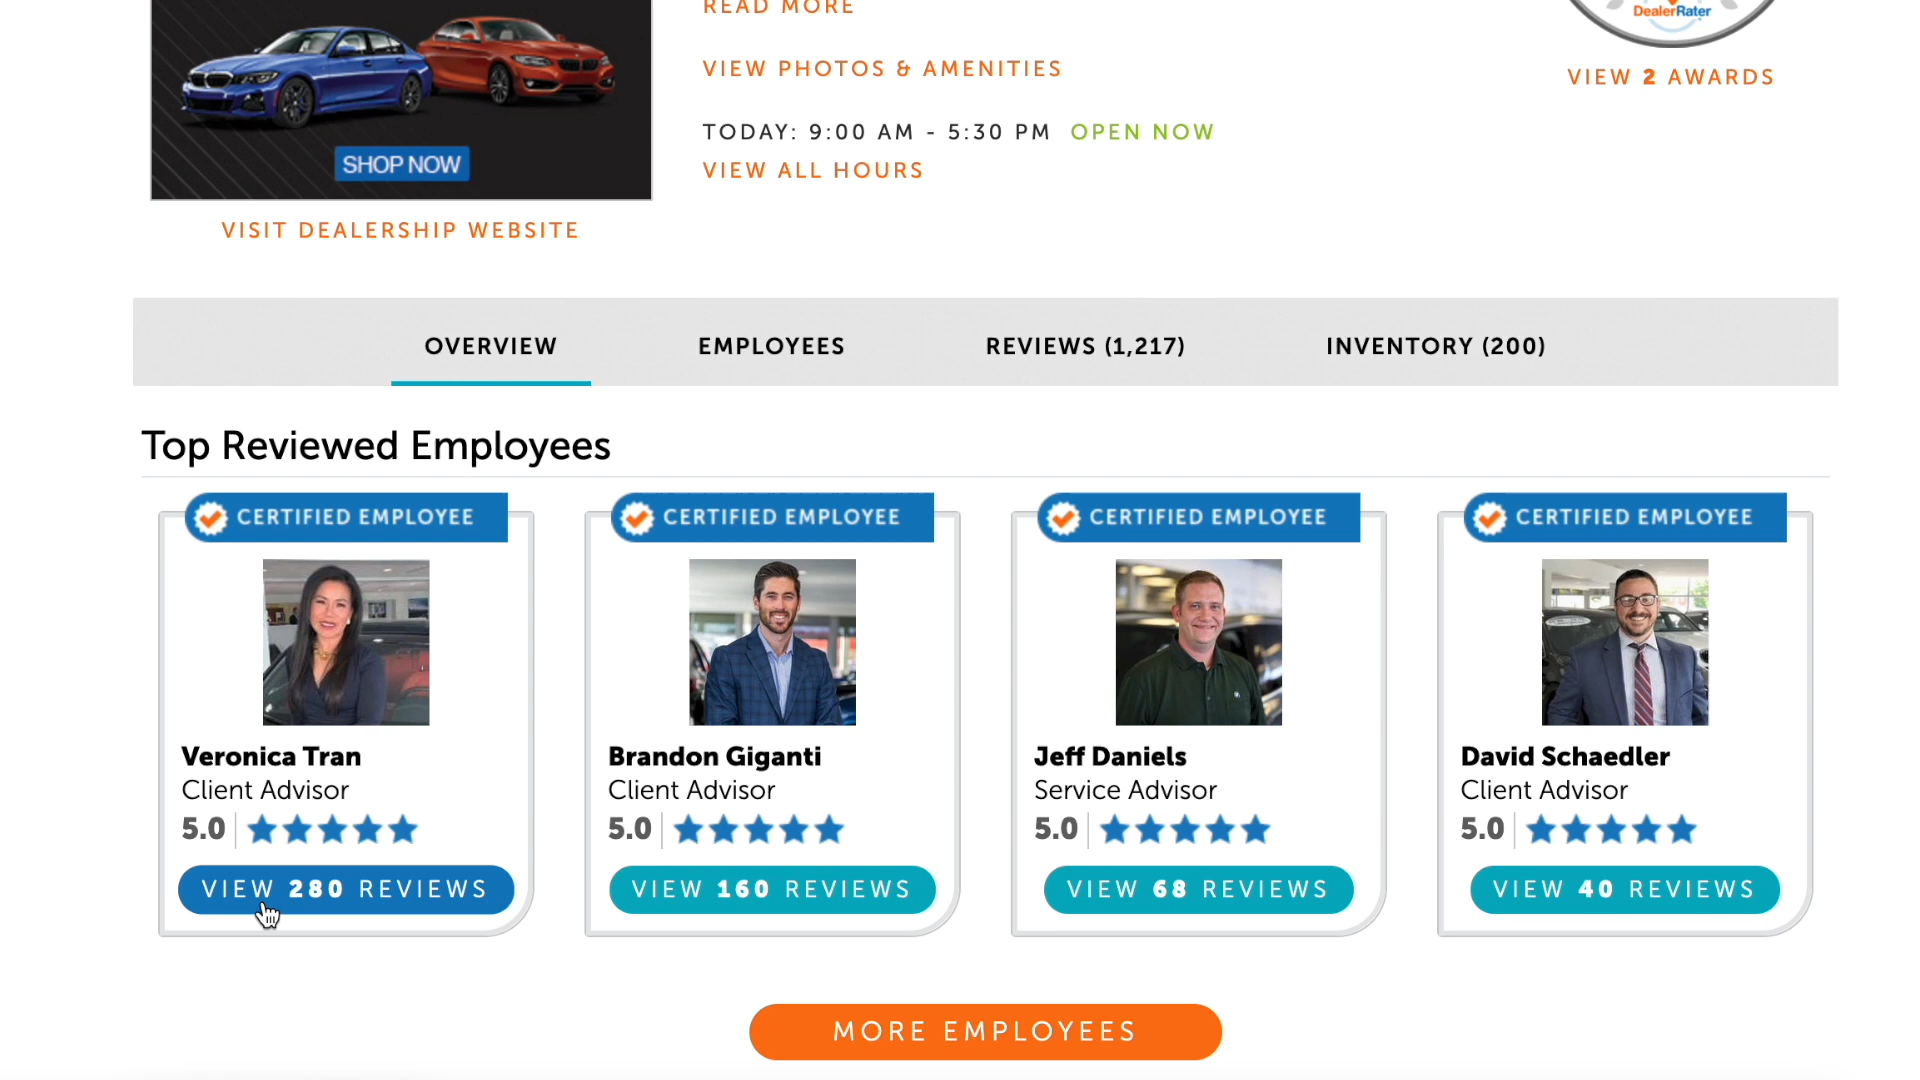 READ MORE
DealerRater
VIEW 2 AWARDS
VIEW PHOTOS & AMENITIES
TODAY: 9:00 AM - 5:30 PM OPEN NOW
VIEW ALL HOURS
SHOP NOW
VISIT DEALERSHIP WEBSITE
OVERVIEW EMPLOYEES REVIEWS (1,217) INVENTORY (200)
Top Reviewed Employees
CERTIFIED EMPLOYEE
Veronica Tran
Client Advisor
5.0
VIEW 280 REVIEWS
CERTIFIED EMPLOYEE
Brandon Giganti
Client Advisor
5.0
VIEW 160 REVIEWS
CERTIFIED EMPLOYEE
Jeff Daniels
Service Advisor
5.0
VIEW 68 REVIEWS
CERTIFIED EMPLOYEE
David Schaedler
Client Advisor
5.0
VIEW 40 REVIEWS
MORE EMPLOYEES